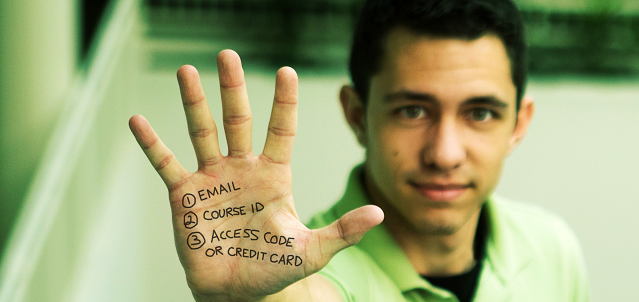 ① EMAIL
② COURSE ID
③ ACCESS CODE
OR CREDIT CARD